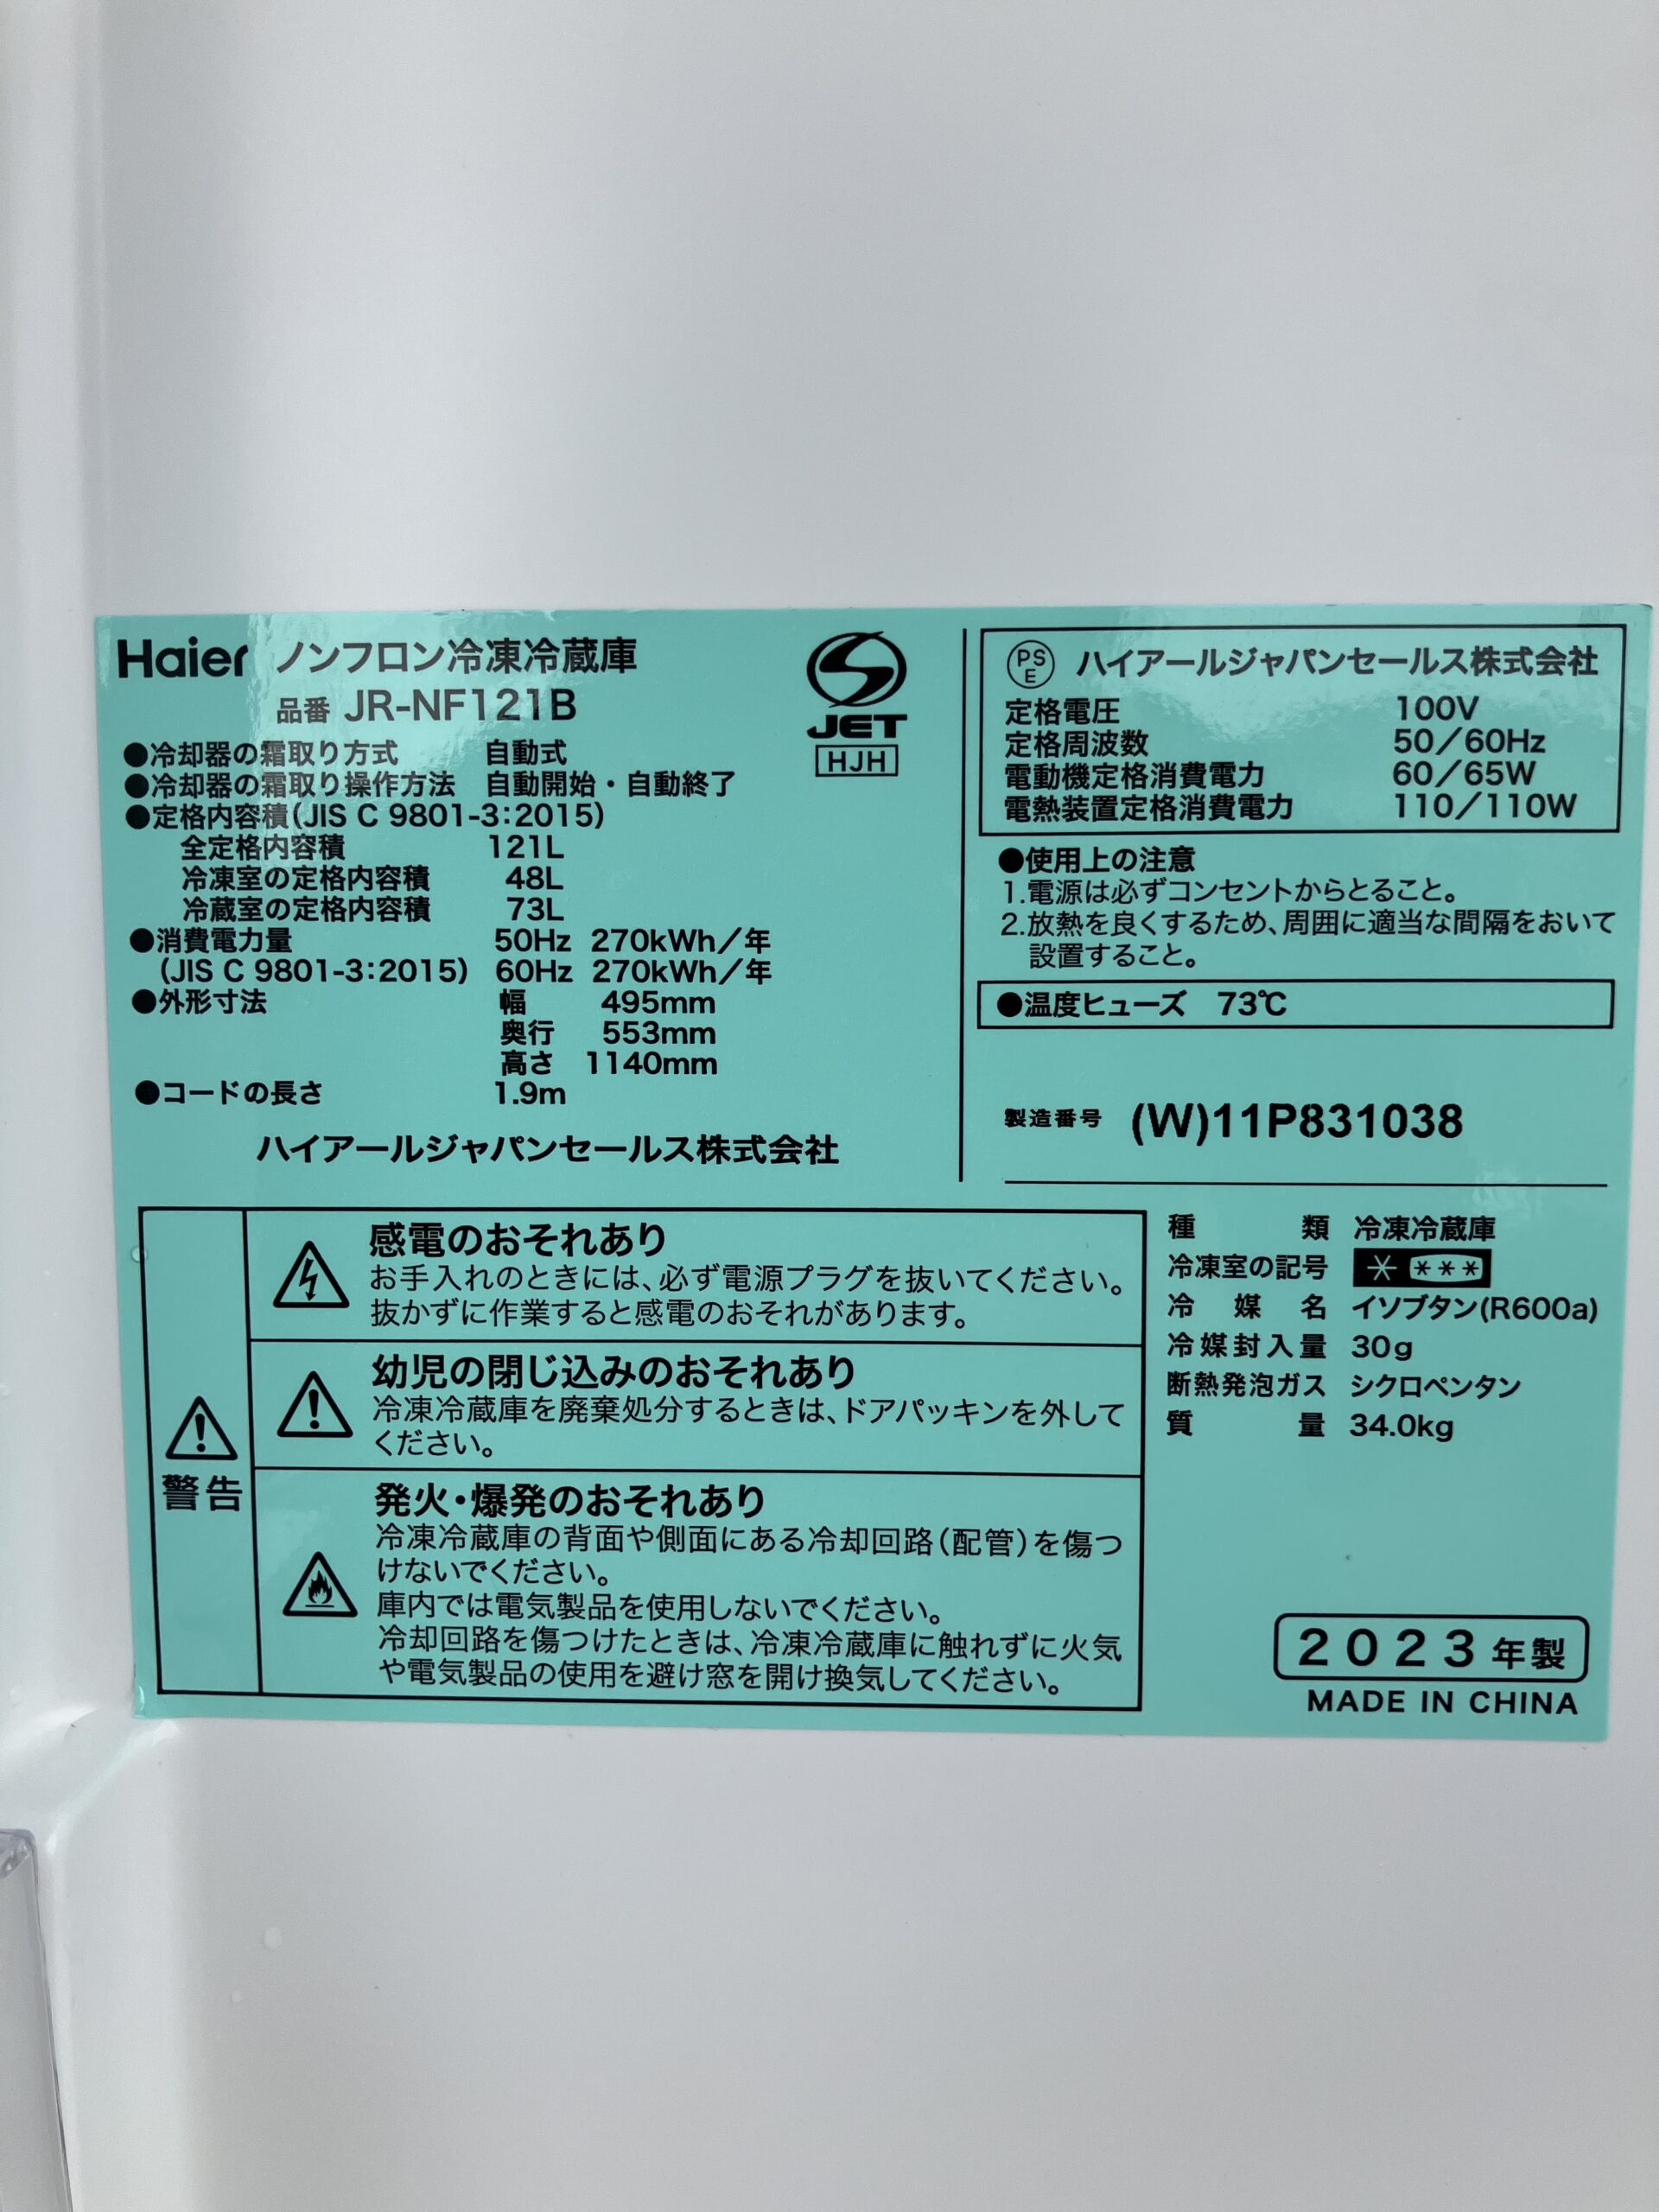 Haier ノンフロン冷凍冷蔵庫
品番 JR-NF121B
●冷却器の霜取り方式 自動式
●冷却器の霜取り操作方法 自動開始・自動終了
●定格内容積(JIS C 9801-3:2015)
全定格内容積 121L
冷凍室の定格内容積 48L
冷蔵室の定格内容積 73L
●消費電力量 50Hz 270kWh/年
(JIS C 9801-3:2015) 60Hz 270kWh/年
●外形寸法 幅 495mm
奥行 553mm
高さ 1140mm
●コードの長さ 1.9m
ハイアールジャパンセールス株式会社
JET
HJH
PS
E
ハイアールジャパンセールス株式会社
定格電圧 100V
定格周波数 50/60Hz
電動機定格消費電力 60/65W
電熱装置定格消費電力 110/110W
●使用上の注意
1.電源は必ずコンセントからとること。
2.放熱を良くするため、周囲に適当な間隔をおいて
設置すること。
●温度ヒューズ 73℃
製造番号 (W)11P831038
警告
感電のおそれあり
お手入れのときには、必ず電源プラグを抜いてください。
抜かずに作業すると感電のおそれがあります。
幼児の閉じ込みのおそれあり
冷凍冷蔵庫を廃棄処分するときは、ドアパッキンを外して
ください。
発火・爆発のおそれあり
冷凍冷蔵庫の背面や側面にある冷却回路(配管)を傷つ
けないでください。
庫内では電気製品を使用しないでください。
冷却回路を傷つけたときは、冷凍冷蔵庫に触れずに火気
や電気製品の使用を避け窓を開け換気してください。
種類 冷凍冷蔵庫
冷凍室の記号 * ***
冷媒名 イソブタン(R600a)
冷媒封入量 30g
断熱発泡ガス シクロペンタン
質量 34.0kg
2023年製
MADE IN CHINA